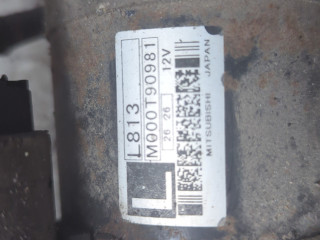 L813
M000T90981
26 26 12V
L
MITSUBISHI JAPAN